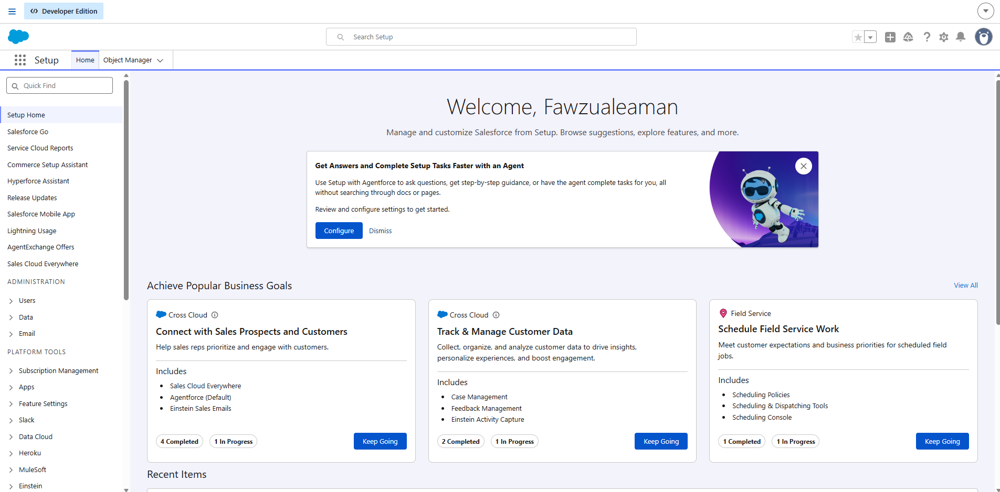 Developer Edition
Search Setup
Setup
Home
Object Manager
Quick Find
Setup Home
Salesforce Go
Service Cloud Reports
Commerce Setup Assistant
Hyperforce Assistant
Release Updates
Salesforce Mobile App
Lightning Usage
AgentExchange Offers
Sales Cloud Everywhere
ADMINISTRATION
Users
Data
Email
PLATFORM TOOLS
Subscription Management
Apps
Feature Settings
Slack
Data Cloud
Heroku
MuleSoft
Einstein
Welcome, Fawzualeaman
Manage and customize Salesforce from Setup. Browse suggestions, explore features, and more.
Get Answers and Complete Setup Tasks Faster with an Agent
Use Setup with Agentforce to ask questions, get step-by-step guidance, or have the agent complete tasks for you, all
without searching through docs or pages.
Review and configure settings to get started.
Configure
Dismiss
Achieve Popular Business Goals
View All
Cross Cloud
Connect with Sales Prospects and Customers
Help sales reps prioritize and engage with customers.
Includes
• Sales Cloud Everywhere
• Agentforce (Default)
• Einstein Sales Emails
4 Completed
1 In Progress
Keep Going
Cross Cloud
Track & Manage Customer Data
Collect, organize, and analyze customer data to drive insights,
personalize experiences, and boost engagement.
Includes
• Case Management
• Feedback Management
• Einstein Activity Capture
2 Completed
1 In Progress
Keep Going
Field Service
Schedule Field Service Work
Meet customer expectations and business priorities for scheduled field
jobs.
Includes
• Scheduling Policies
• Scheduling & Dispatching Tools
• Scheduling Console
1 Completed
1 In Progress
Keep Going
Recent Items